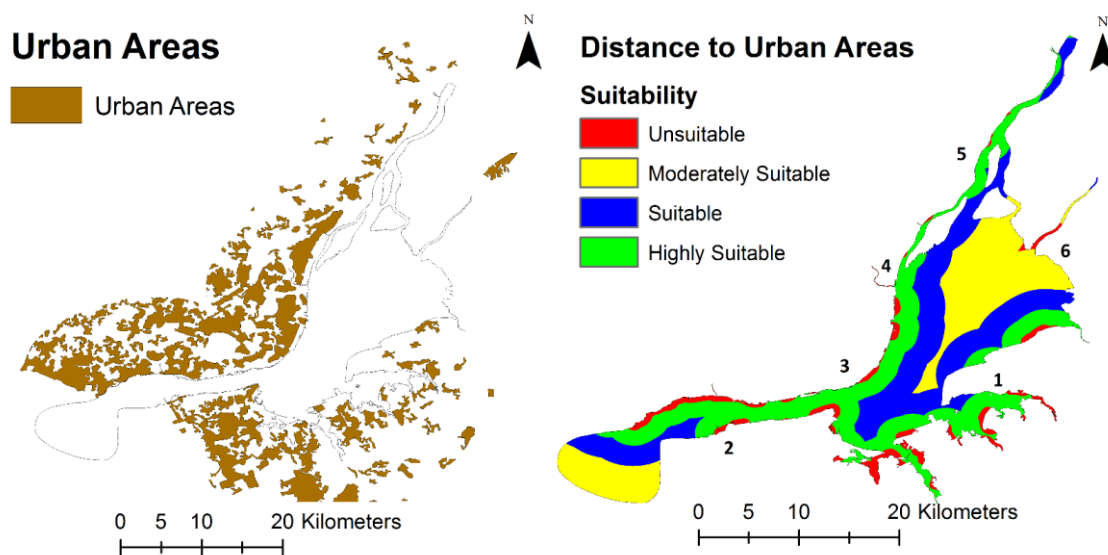 N
Urban Areas
Urban Areas
0 5 10 20 Kilometers
N
Distance to Urban Areas
Suitability
Unsuitable
Moderately Suitable
Suitable
Highly Suitable
5
6
4
3
1
2
0 5 10 20 Kilometers